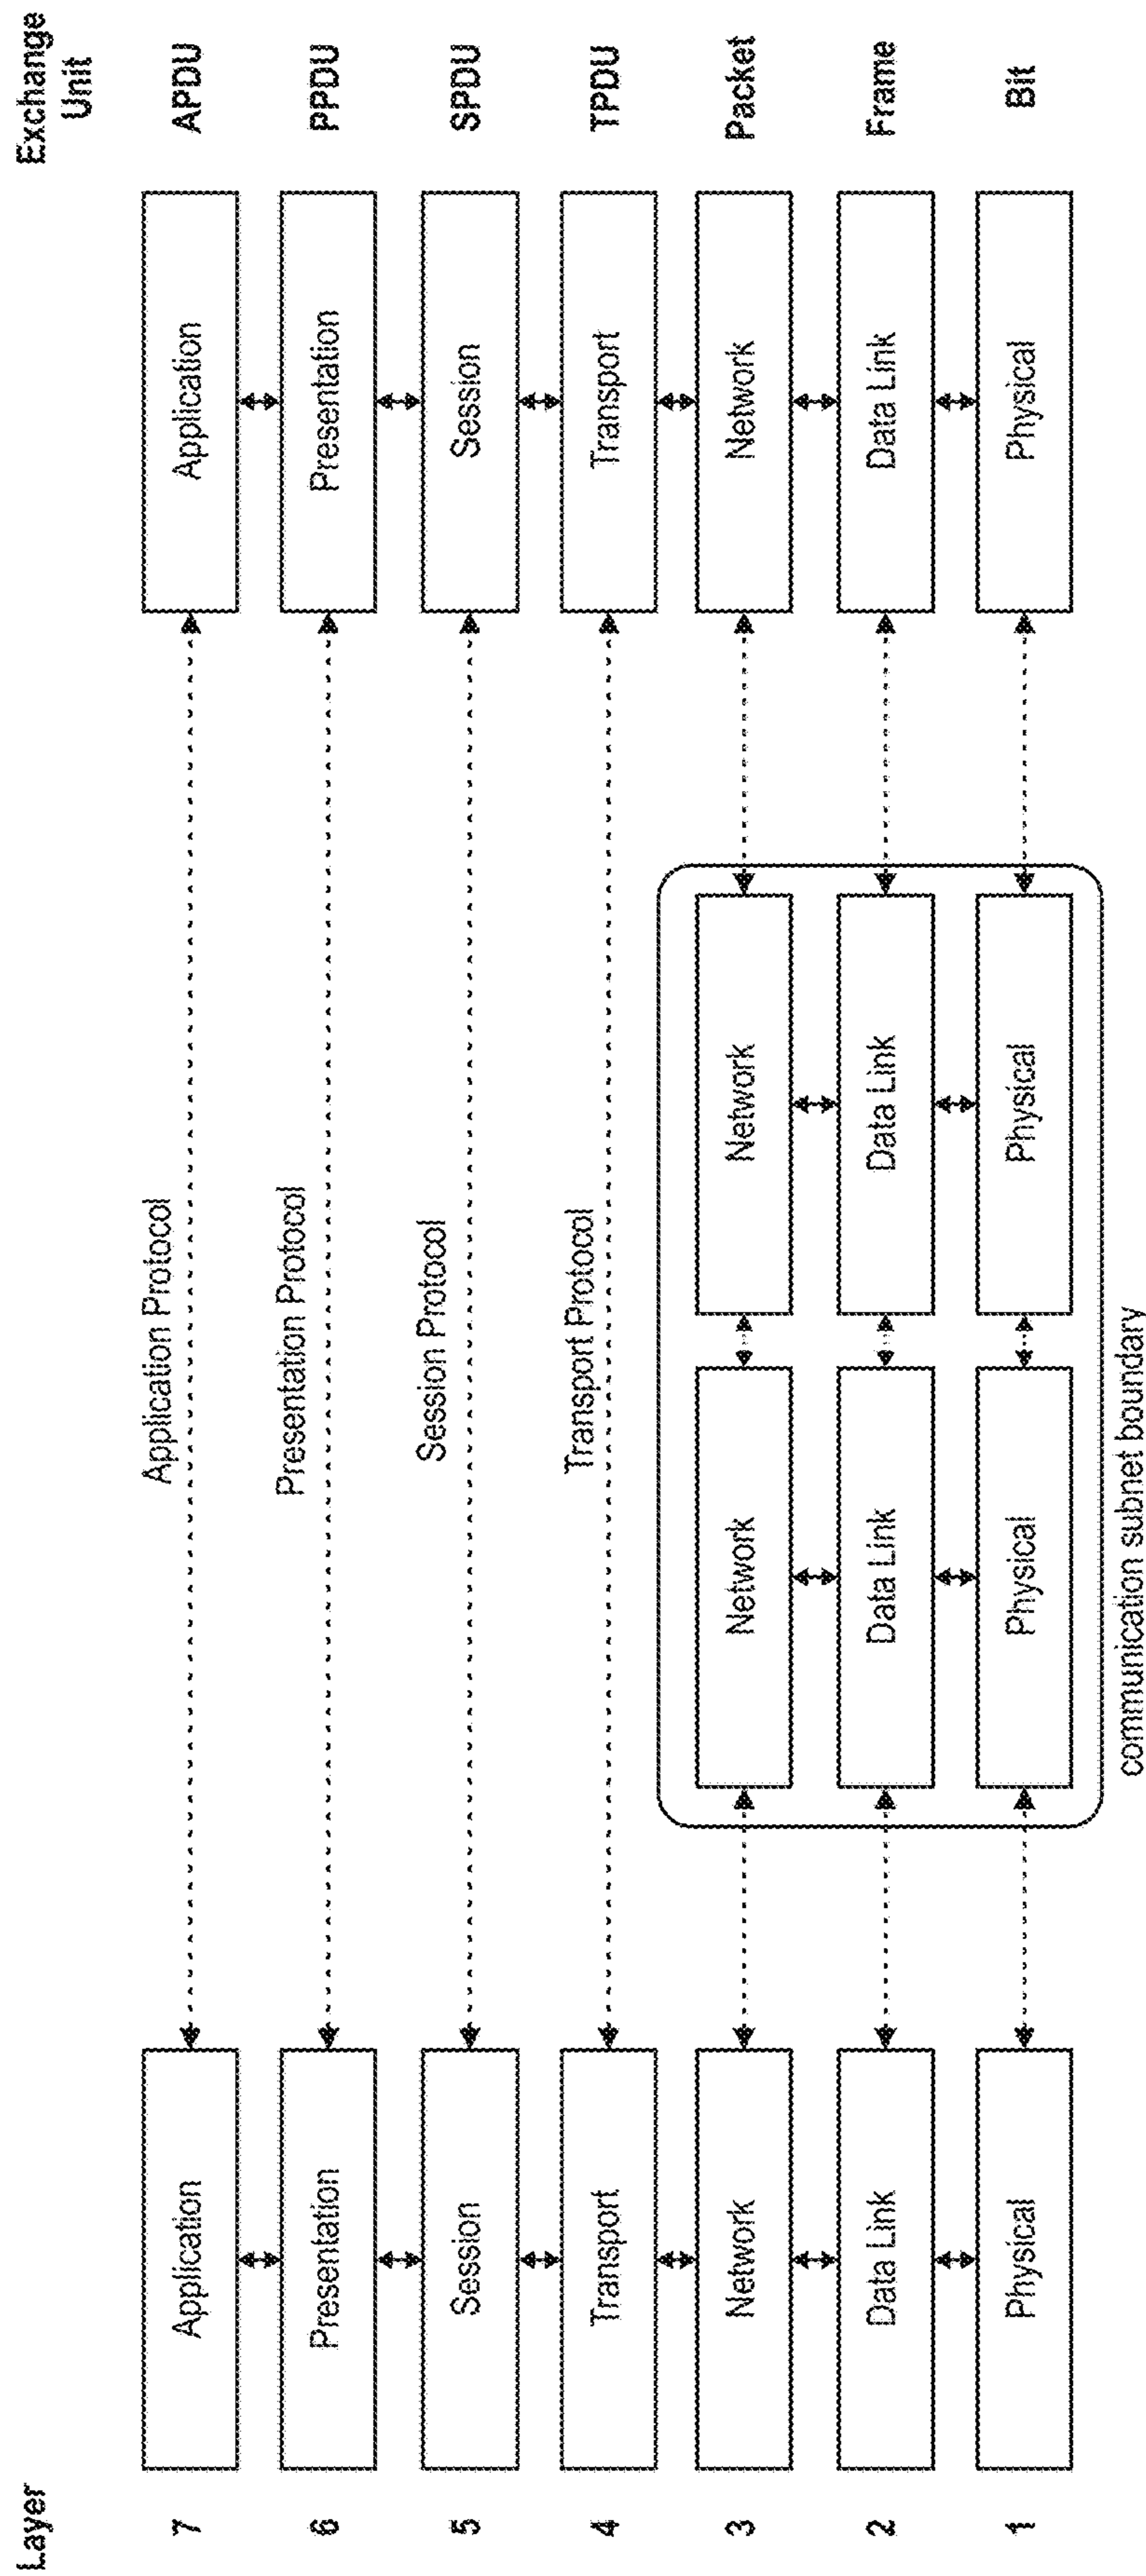 Layer
Exchange
Unit
Application Protocol
7
Application
Application
APDU
Presentation Protocol
6
Presentation
Presentation
PPDU
Session Protocol
5
Session
Session
SPDU
Transport Protocol
4
Transport
Transport
TPDU
3
Network
Network
Network
Network
Packet
2
Data Link
Data Link
Data Link
Data Link
Frame
1
Physical
Physical
Physical
Physical
Bit
communication subnet boundary